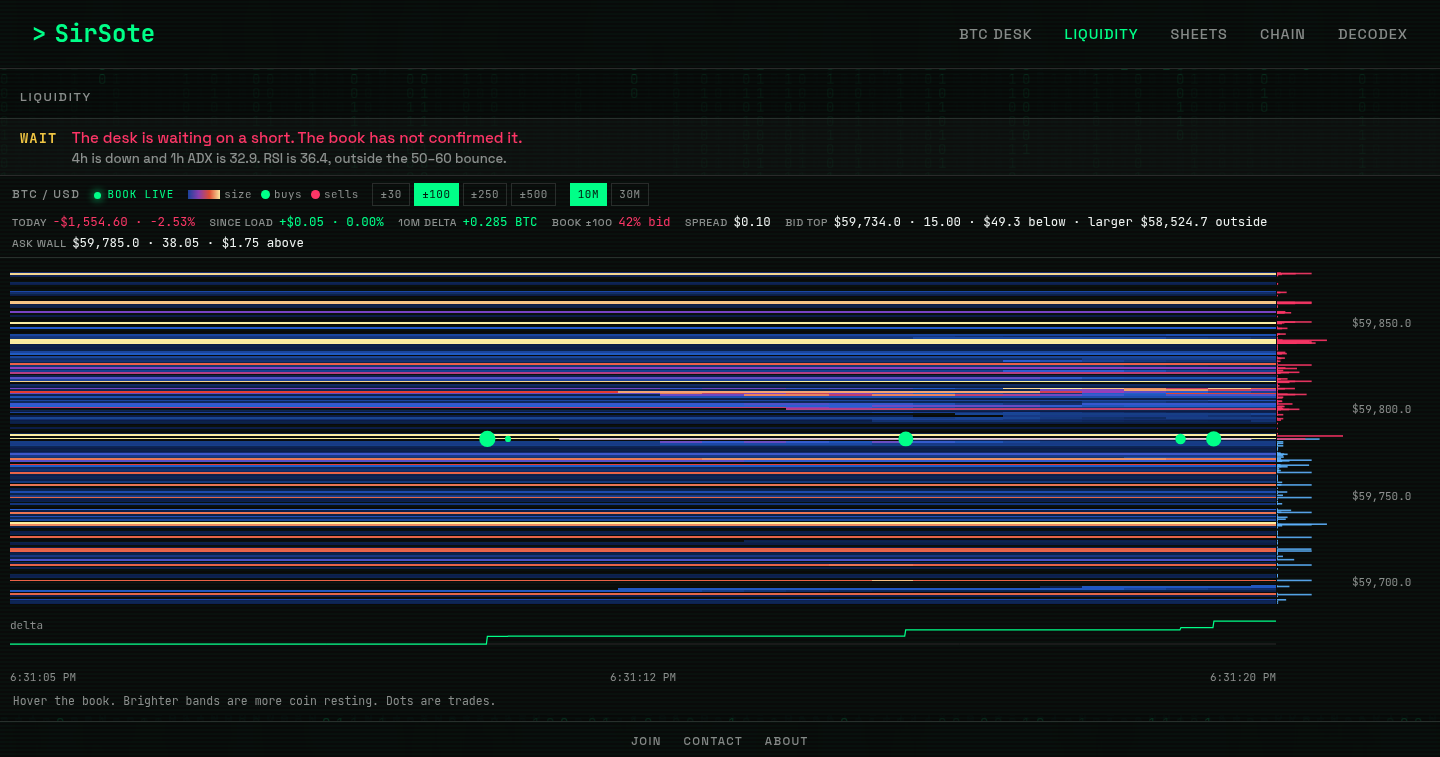 > SirSote
BTC DESK LIQUIDITY SHEETS CHAIN DECODEX
LIQUIDITY
WAIT The desk is waiting on a short. The book has not confirmed it.
4h is down and 1h ADX is 32.9. RSI is 36.4, outside the 50–60 bounce.
BTC / USD BOOK LIVE size buys sells ±30 ±100 ±250 ±500 10M 30M
TODAY -$1,554.60 · -2.53% SINCE LOAD +$0.05 · 0.00% 10M DELTA +0.285 BTC BOOK ±100 42% bid SPREAD $0.10 BID TOP $59,734.0 · 15.00 · $49.3 below · larger $58,524.7 outside
ASK WALL $59,785.0 · 38.05 · $1.75 above
$59,850.0
$59,800.0
$59,750.0
$59,700.0
delta
6:31:05 PM 6:31:12 PM 6:31:20 PM
Hover the book. Brighter bands are more coin resting. Dots are trades.
JOIN CONTACT ABOUT